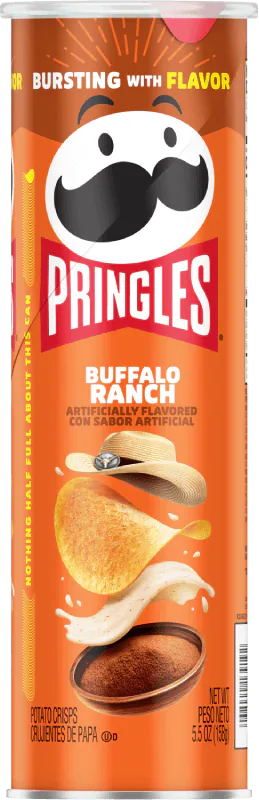 BURSTING WITH FLAVOR
PRINGLES
BUFFALO
RANCH
ARTIFICIALLY FLAVORED
CON SABOR ARTIFICIAL
NOTHING HALF FULL ABOUT THIS CAN
POTATO CRISPS
CRUJIENTES DE PAPA Ⓤ D
NET WT
PESO NETO
5.5 OZ (158g)